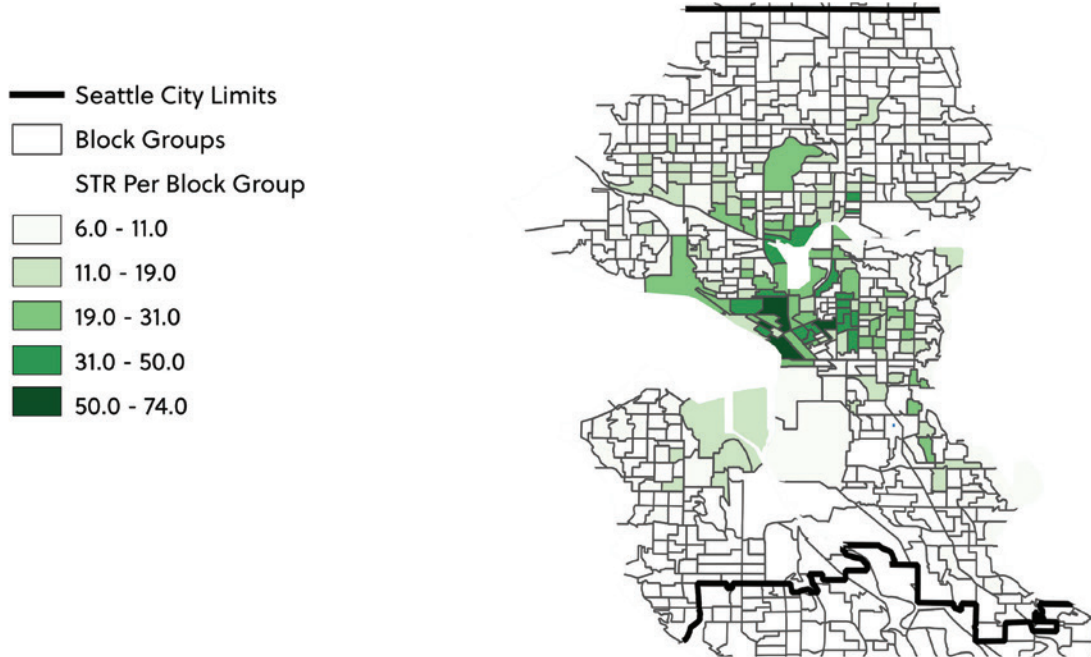 Seattle City Limits
Block Groups
STR Per Block Group
6.0 - 11.0
11.0 - 19.0
19.0 - 31.0
31.0 - 50.0
50.0 - 74.0